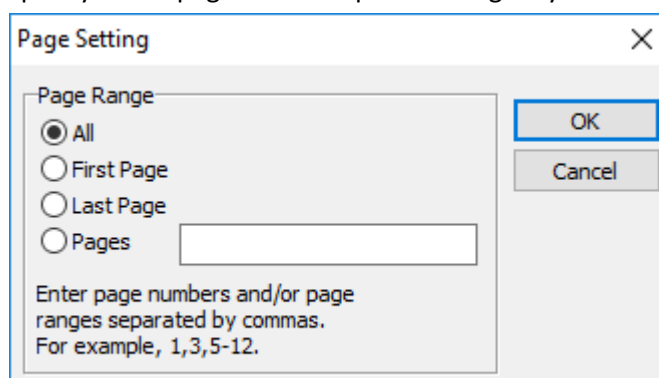 Page Setting
Page Range
All
First Page
Last Page
Pages
Enter page numbers and/or page
ranges separated by commas.
For example, 1,3,5-12.
OK
Cancel